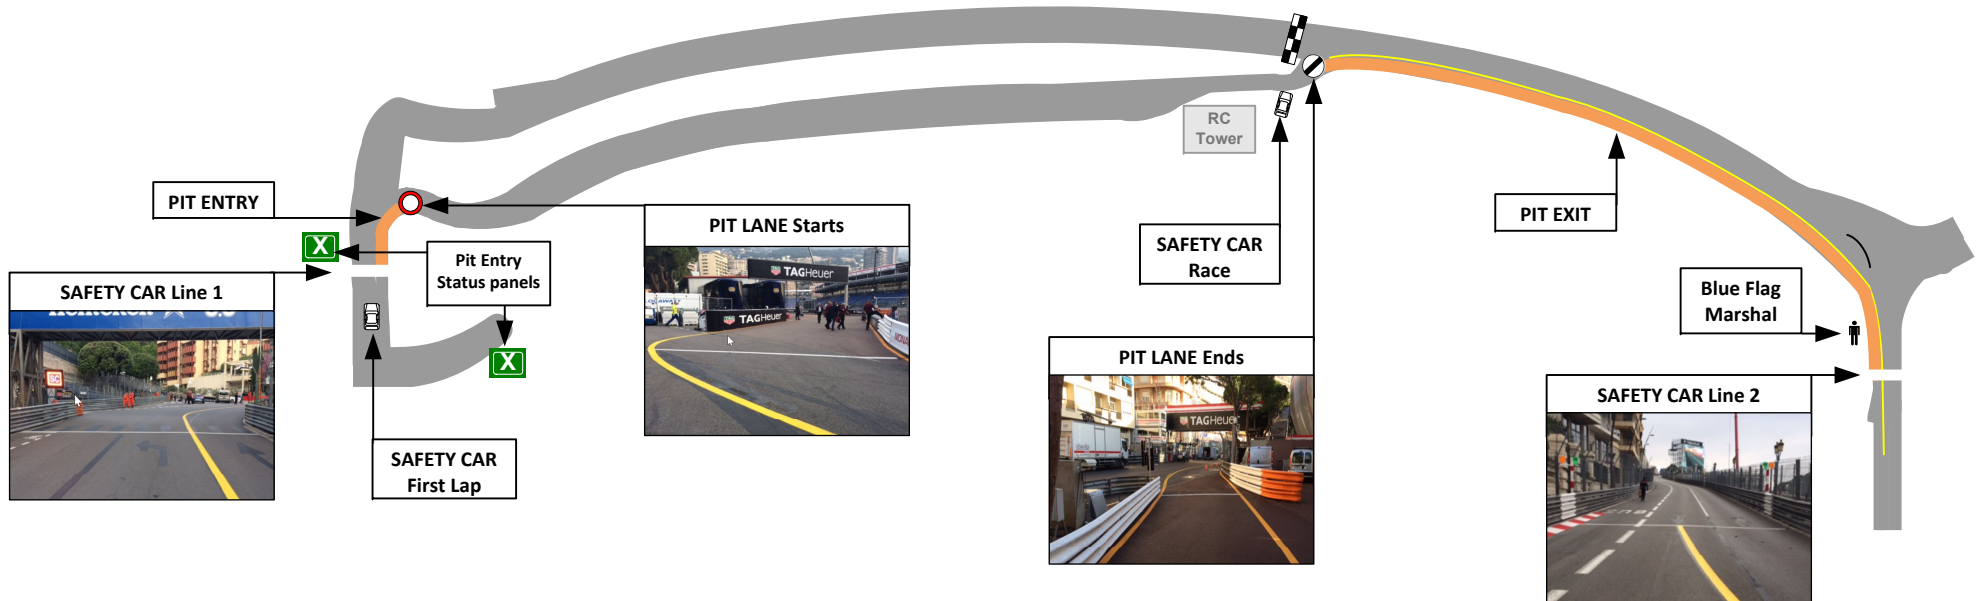 PIT ENTRY
X
Pit Entry
Status panels
X
SAFETY CAR Line 1
SC
SAFETY CAR
First Lap
PIT LANE Starts
TAGHeuer
TAGHeuer
RC
Tower
SAFETY CAR
Race
PIT LANE Ends
TAGHeuer
PIT EXIT
Blue Flag
Marshal
SAFETY CAR Line 2